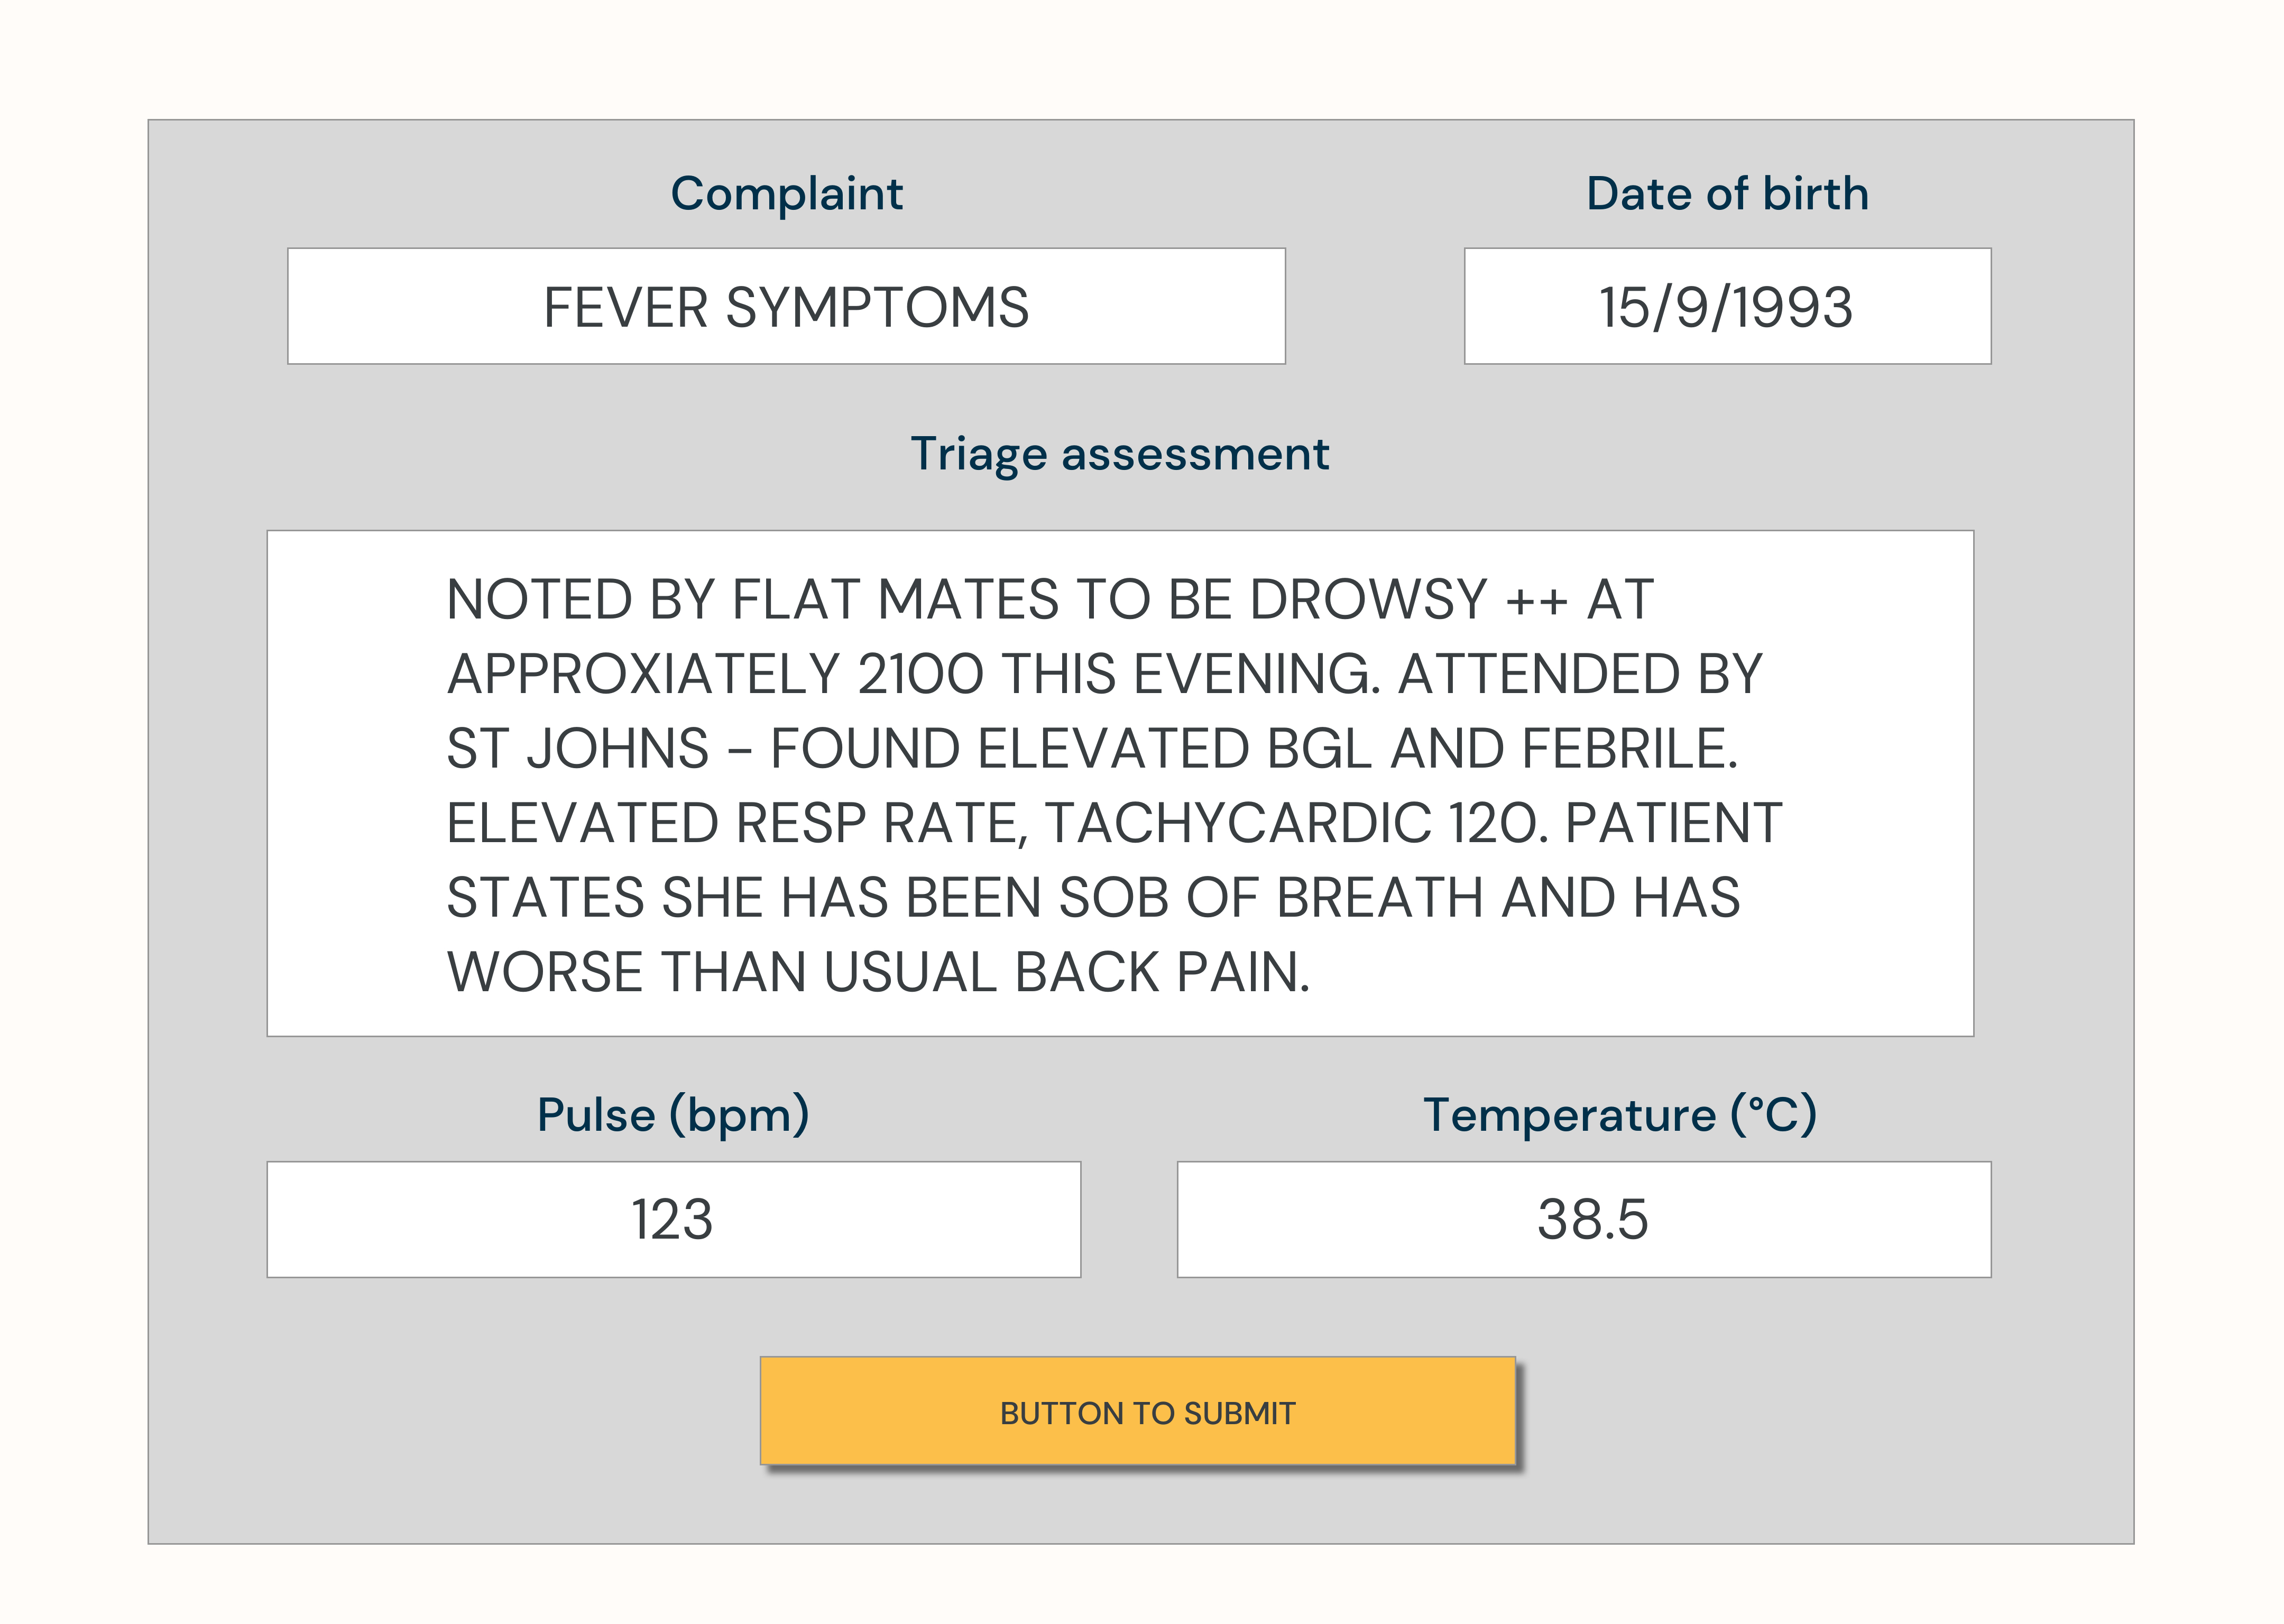 Complaint
Date of birth
FEVER SYMPTOMS
15/9/1993
Triage assessment
NOTED BY FLAT MATES TO BE DROWSY ++ AT
APPROXIATELY 2100 THIS EVENING. ATTENDED BY
ST JOHNS - FOUND ELEVATED BGL AND FEBRILE.
ELEVATED RESP RATE, TACHYCARDIC 120. PATIENT
STATES SHE HAS BEEN SOB OF BREATH AND HAS
WORSE THAN USUAL BACK PAIN.
Pulse (bpm)
Temperature (°C)
123
38.5
BUTTON TO SUBMIT